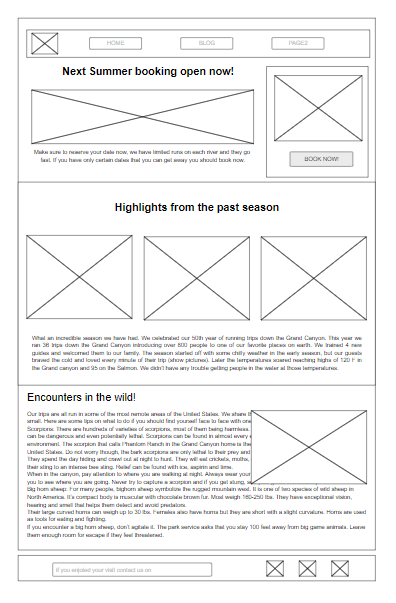 HOME
BLOG
PAGE2
Next Summer booking open now!
Make sure to reserve your date now, we have limited runs on each river and they go
fast. If you have only certain dates that you can get away you should book now.
BOOK NOW!
Highlights from the past season
What an incredible season we have had. We celebrated our 50th year of running trips down the Grand Canyon. This year we
ran 36 trips down the Grand Canyon introducing over 800 people to one of our favorite places on earth. We trained 4 new
guides and welcomed them to our family. The season started off with some chilly weather in the early season, but our guests
braved the cold and loved every minute of their trip (show pictures). Later the temperatures soared reaching highs of 120 F in
the Grand canyon and 95 on the Salmon. We didn't have any trouble getting people in the water at those temperatures.
Encounters in the wild!
Our trips are all run in some of the most remote areas of the United States. We share
small. Here are some tips on what to do if you should find yourself face to face with one
Scorpions: There are hundreds of varieties of scorpions, most of them being harmless.
can be dangerous and even potentially lethal. Scorpions can be found in almost every
environment. The scorpion that calls Phantom Ranch in the Grand Canyon home is the
United States. Do not worry though, the bark scorpions are only lethal to their prey and
They spend the day hiding and crawl out at night to hunt. They will eat crickets, moths,
their sting to an intense bee sting. Relief can be found with ice, aspirin and time.
When in the canyon, pay attention to where you are walking at night. Always wear your
you to see where you are going. Never try to capture a scorpion and if you get stung,
Big horn sheep: For many people, bighorn sheep symbolize the rugged mountain west. It is one of two species of wild sheep in
North America. It's compact body is muscular with chocolate brown fur. Most weigh 160-250 lbs. They have exceptional vision,
hearing and smell that helps them detect and avoid predators.
Their large curved horns can weigh up to 30 lbs. Females also have horns but they are short with a slight curvature. Horns are used
as tools for eating and fighting.
If you encounter a big horn sheep, don't agitate it. The park service asks that you stay 100 feet away from big game animals. Leave
them enough room for escape if they feel threatened.
If you enjoyed your visit contact us on